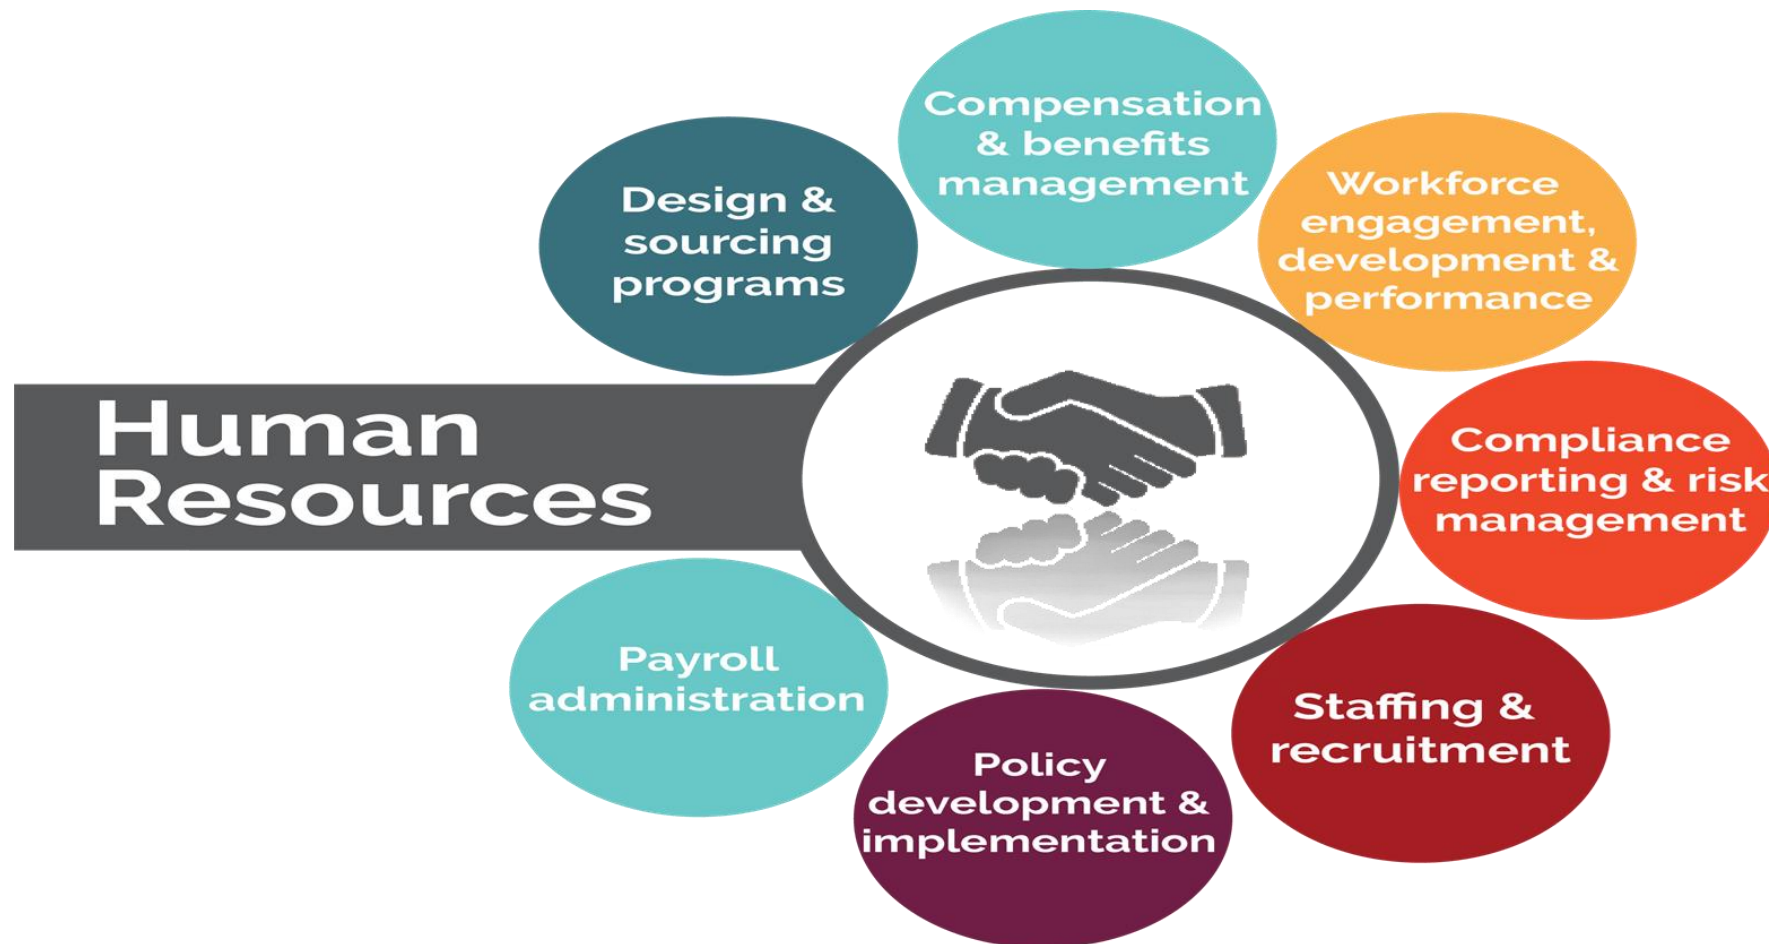 Compensation
& benefits
management
Design &
sourcing
programs
Workforce
engagement,
development &
performance
Human
Resources
Compliance
reporting & risk
management
Payroll
administration
Staffing &
recruitment
Policy
development &
implementation